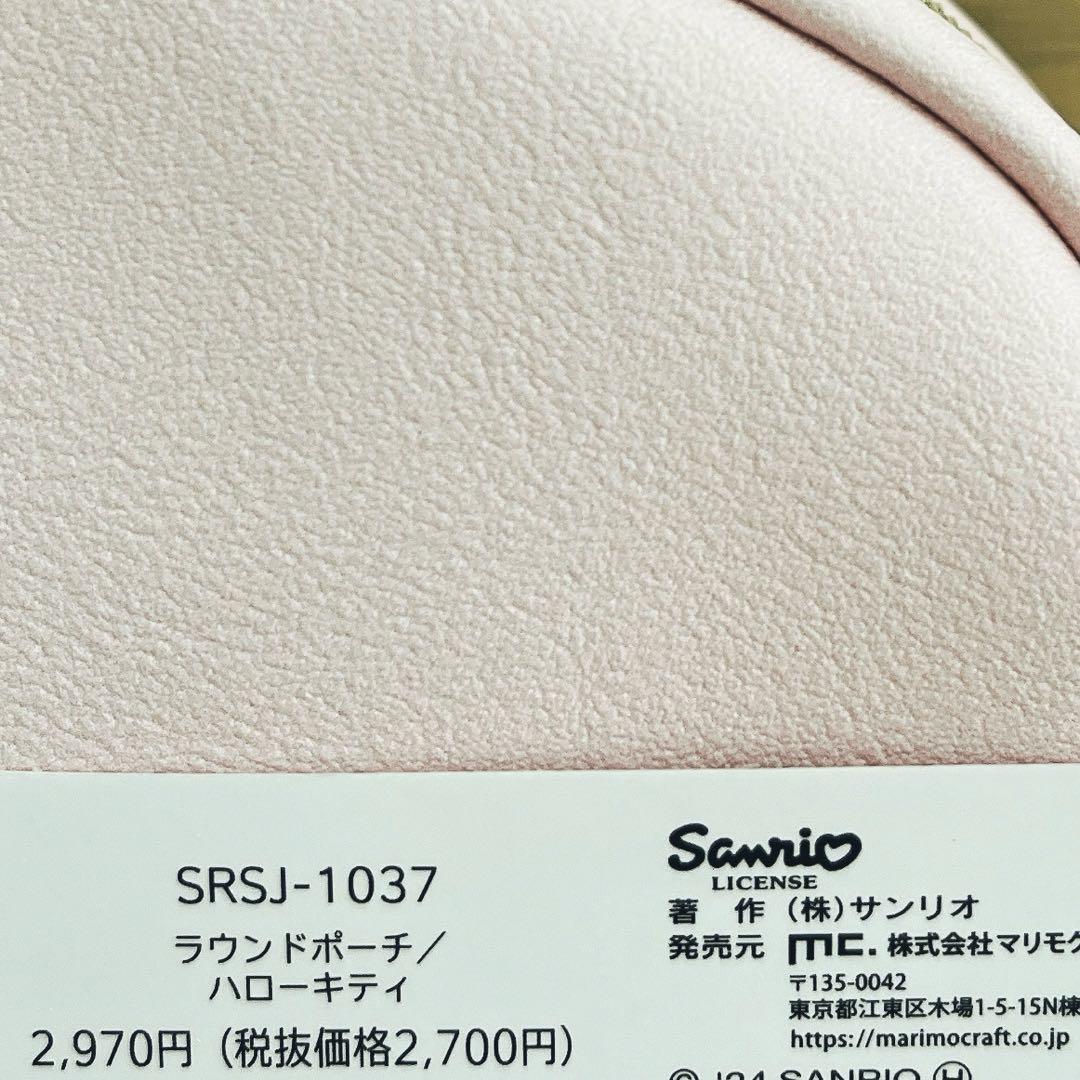 SRSJ-1037
ラウンドポーチ／
ハローキティ
2,970円（税抜価格2,700円）
Sanrio
LICENSE
著 作 (株)サンリオ
発売元 mc. 株式会社マリモク
〒135-0042
東京都江東区木場1-5-15N棟
https://marimocraft.co.jp
© '24 SANRIO Ⓗ